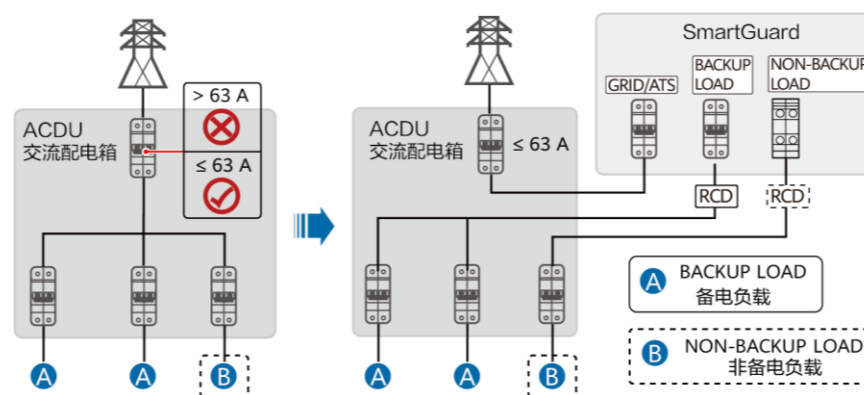 > 63 A
ACDU
交流配电箱
≤ 63 A
A
A
B
ACDU
交流配电箱
≤ 63 A
SmartGuard
GRID/ATS
BACKUP
LOAD
NON-BACKUP
LOAD
RCD
RCD
A
A
B
A
BACKUP LOAD
备电负载
B
NON-BACKUP LOAD
非备电负载